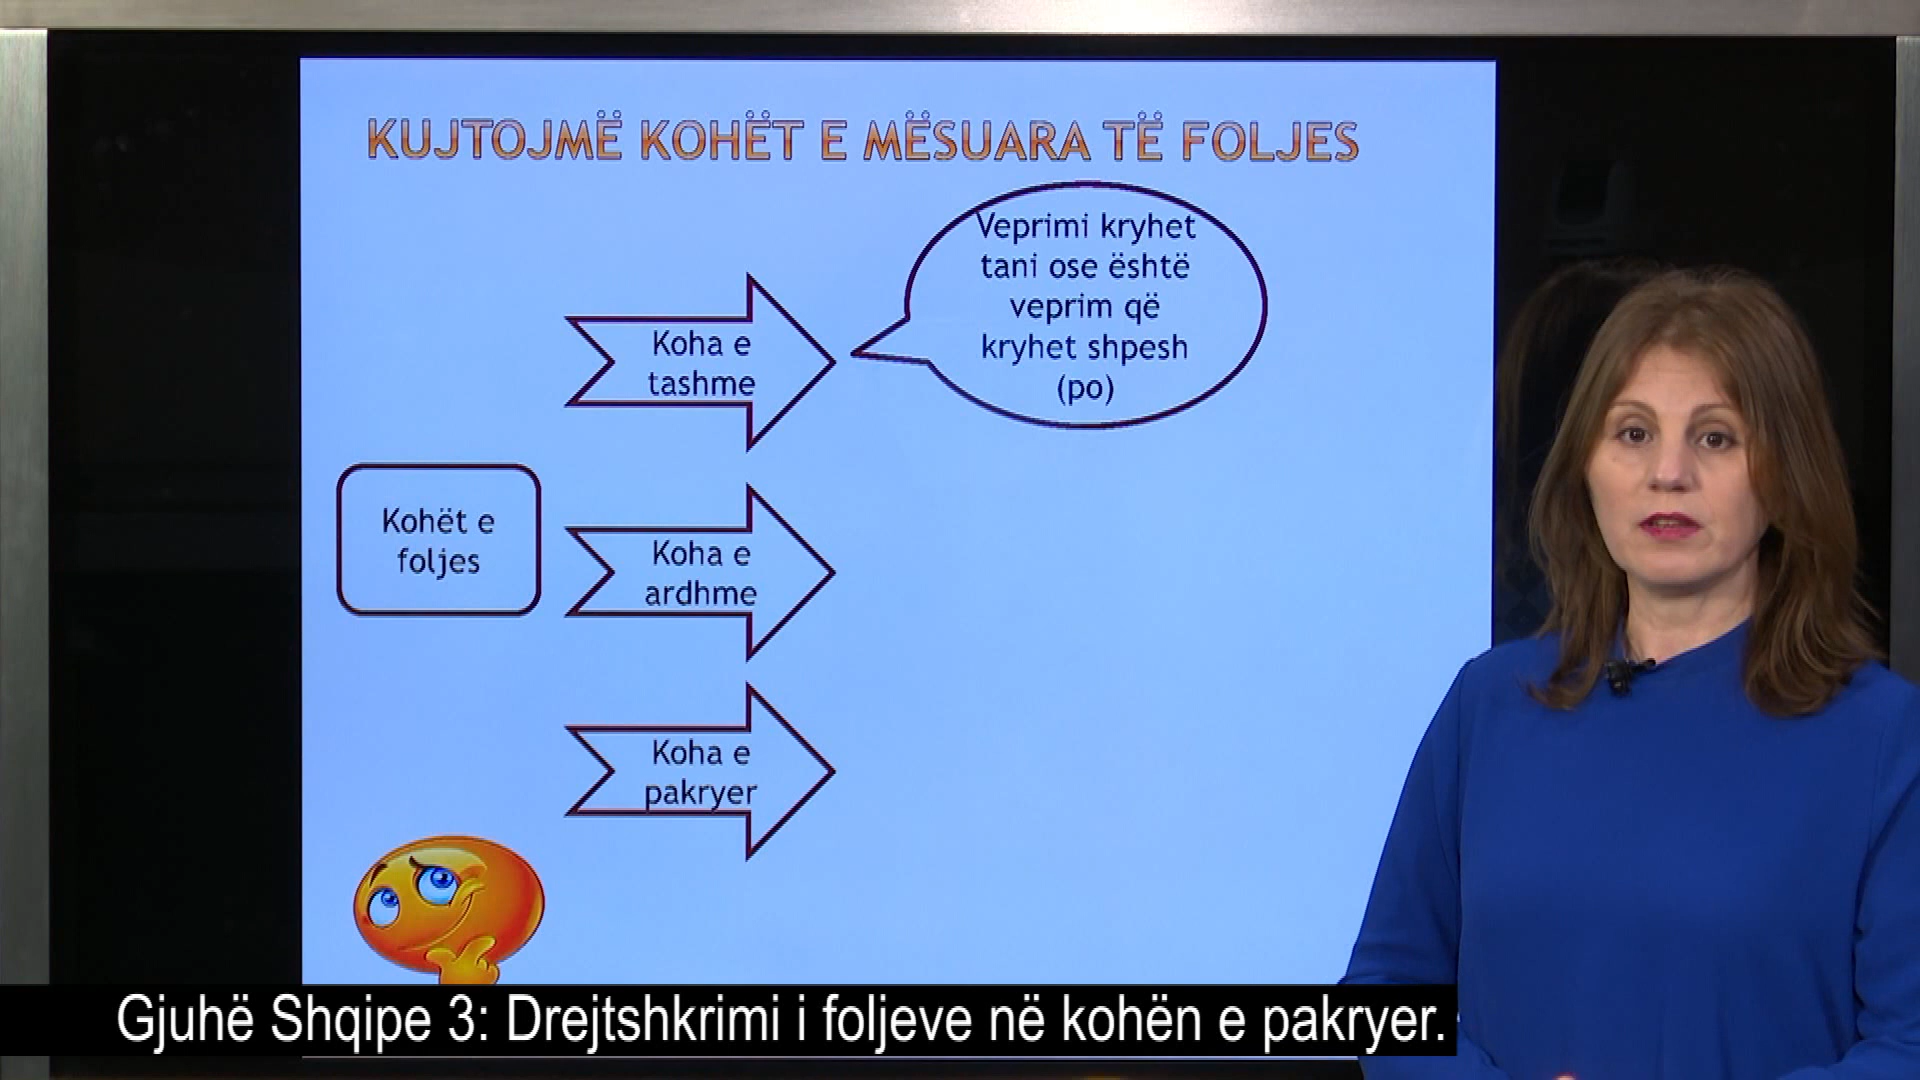 KUJTOJMË KOHËT E MËSUARA TË FOLJES
Veprimi kryhet
tani ose është
veprim që
kryhet shpesh
(po)
Koha e
tashme
Kohët e
foljes
Koha e
ardhme
Koha e
pakryer
Gjuhë Shqipe 3: Drejtshkrimi i foljeve në kohën e pakryer.